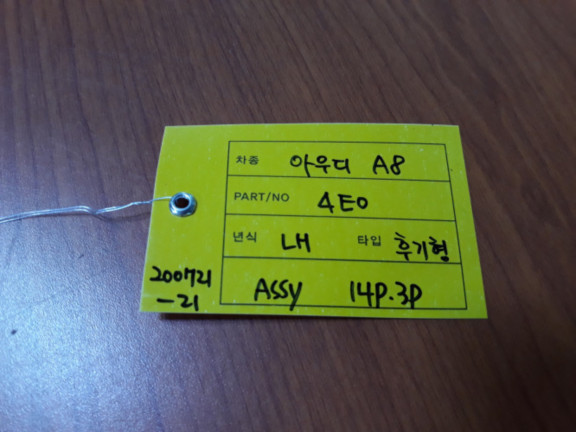 차종 아우디 A8
PART/NO 4E0
년식 LH 타입 후기형
ASSy 14P.3P
200721
-21